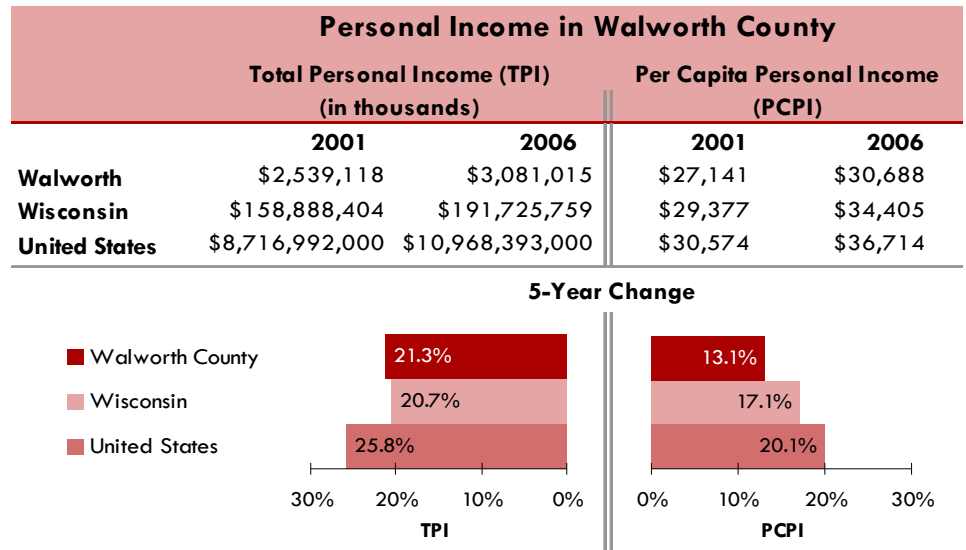 Personal Income in Walworth County
Total Personal Income (TPI) Per Capita Personal Income
(in thousands) (PCPI)
2001 2006 2001 2006
Walworth $2,539,118 $3,081,015 $27,141 $30,688
Wisconsin $158,888,404 $191,725,759 $29,377 $34,405
United States $8,716,992,000 $10,968,393,000 $30,574 $36,714
5-Year Change
Walworth County 21.3% 13.1%
Wisconsin 20.7% 17.1%
United States 25.8% 20.1%
30% 20% 10% 0% 0% 10% 20% 30%
TPI PCPI